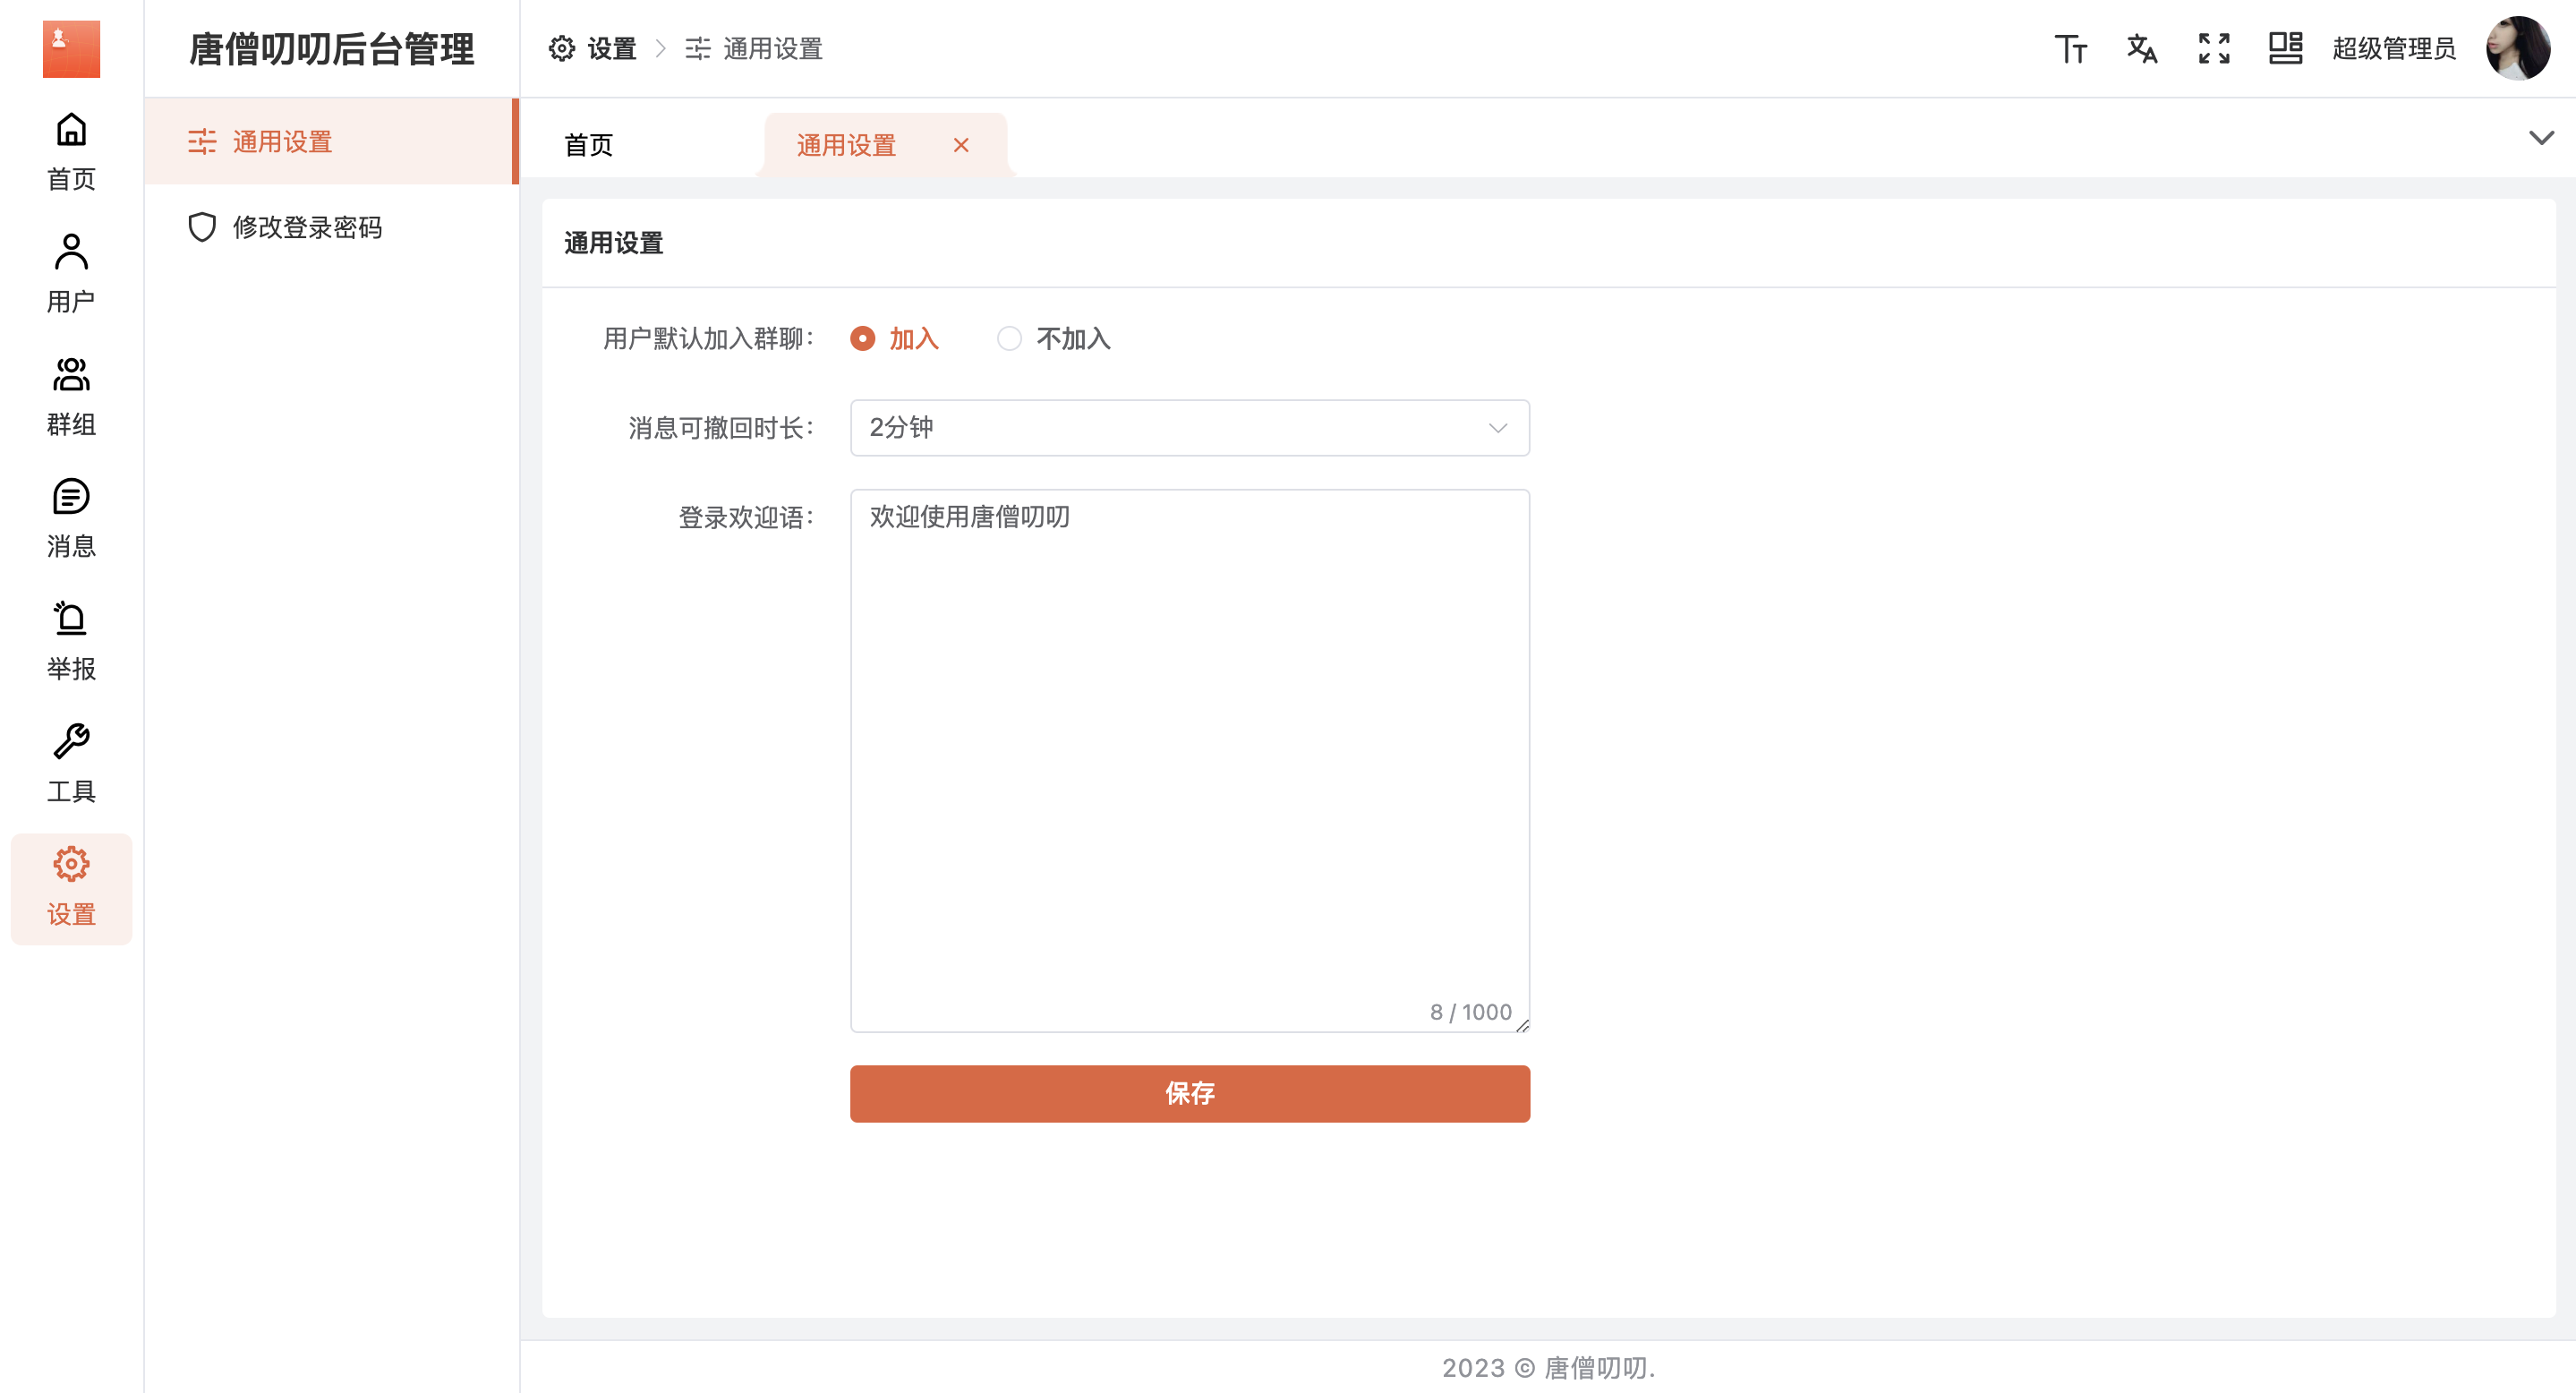 唐僧叨叨后台管理
设置
通用设置
超级管理员
首页
用户
群组
消息
举报
工具
设置
通用设置
修改登录密码
首页
通用设置
通用设置
用户默认加入群聊：
加入
不加入
消息可撤回时长：
2分钟
登录欢迎语：
欢迎使用唐僧叨叨
8 / 1000
保存
2023 © 唐僧叨叨.